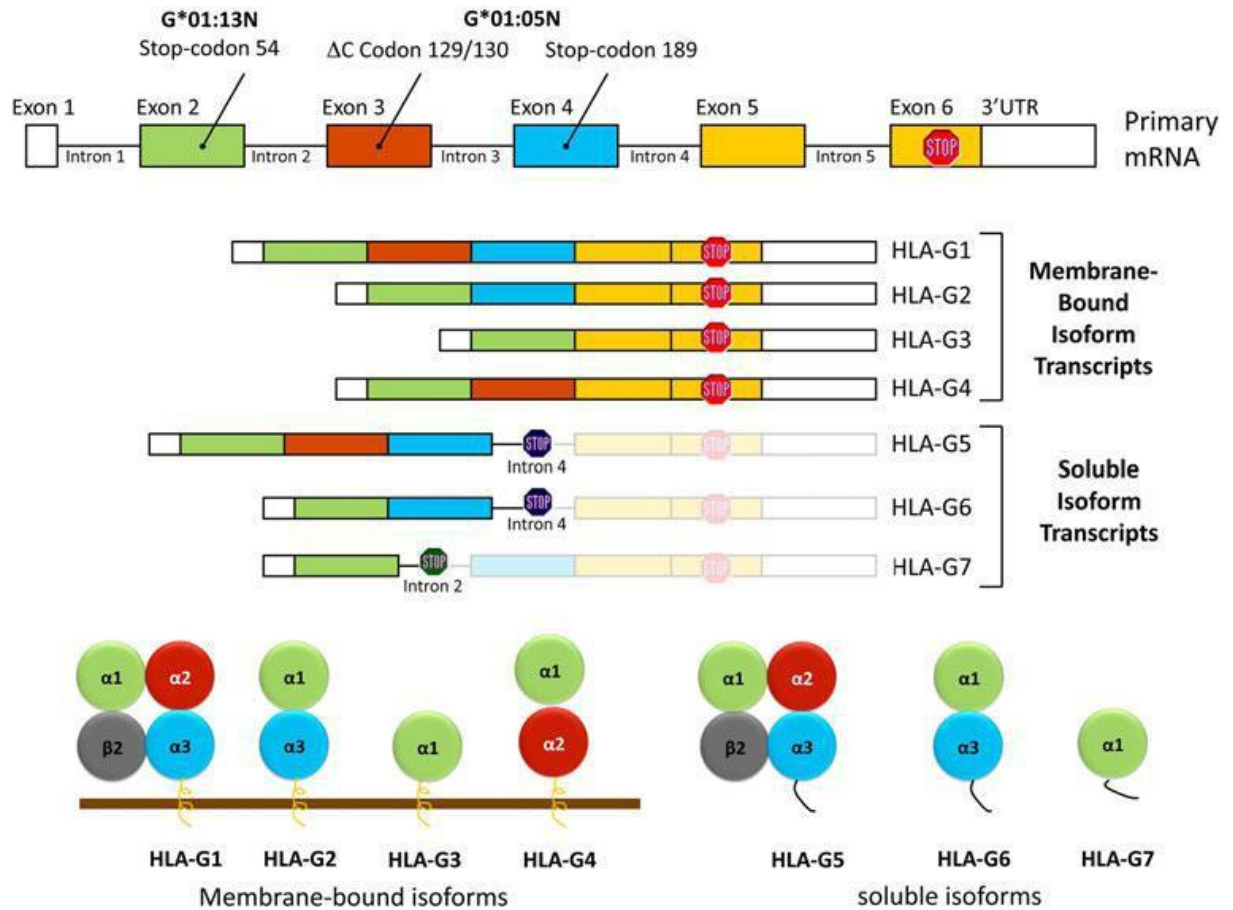 G*01:13N
Stop-codon 54
G*01:05N
ΔC Codon 129/130
Stop-codon 189
Exon 1
Exon 2
Exon 3
Exon 4
Exon 5
Exon 6
3'UTR
Intron 1
Intron 2
Intron 3
Intron 4
Intron 5
STOP
Primary
mRNA
STOP
HLA-G1
STOP
HLA-G2
STOP
HLA-G3
STOP
HLA-G4
Membrane-
Bound
Isoform
Transcripts
STOP
Intron 4
STOP
HLA-G5
STOP
Intron 4
STOP
HLA-G6
STOP
Intron 2
STOP
HLA-G7
Soluble
Isoform
Transcripts
α1 α2
β2 α3
α1
α3
α1
α1
α2
α1 α2
β2 α3
α1
α3
α1
HLA-G1
HLA-G2
HLA-G3
HLA-G4
HLA-G5
HLA-G6
HLA-G7
Membrane-bound isoforms
soluble isoforms